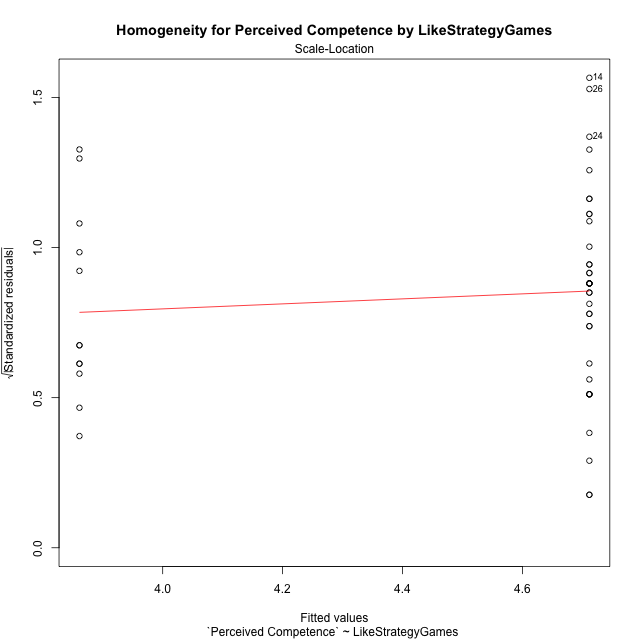 Homogeneity for Perceived Competence by LikeStrategyGames
Scale-Location
14
26
24
1.5
1.0
0.5
0.0
√|Standardized residuals|
4.0 4.2 4.4 4.6
Fitted values
`Perceived Competence` ~ LikeStrategyGames